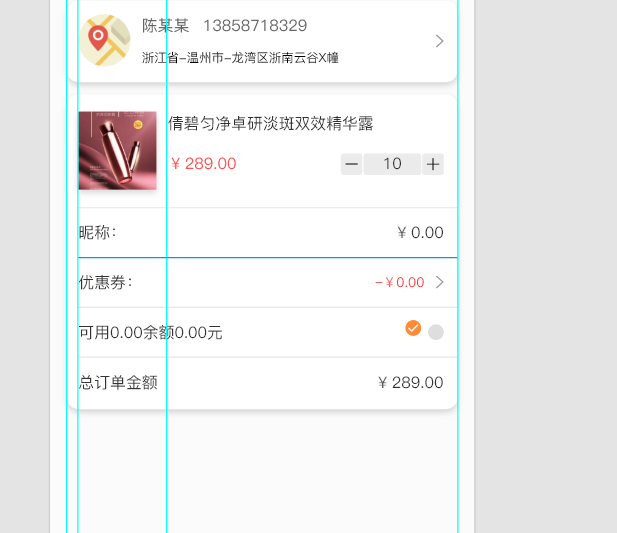 陈某某 13858718329
浙江省-温州市-龙湾区浙南云谷X幢
倩碧匀净卓研淡斑双效精华露
¥ 289.00
10
昵称：
¥ 0.00
优惠券：
-¥0.00
可用0.00余额0.00元
总订单金额
¥ 289.00